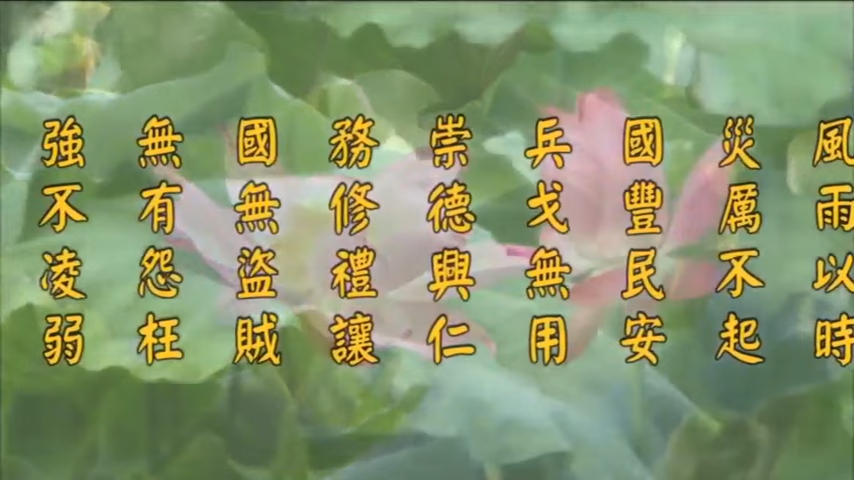 風雨以時
災厲不起
國豐民安
兵戈無用
崇德興仁
務修禮讓
國無盜賊
無有怨枉
強不凌弱